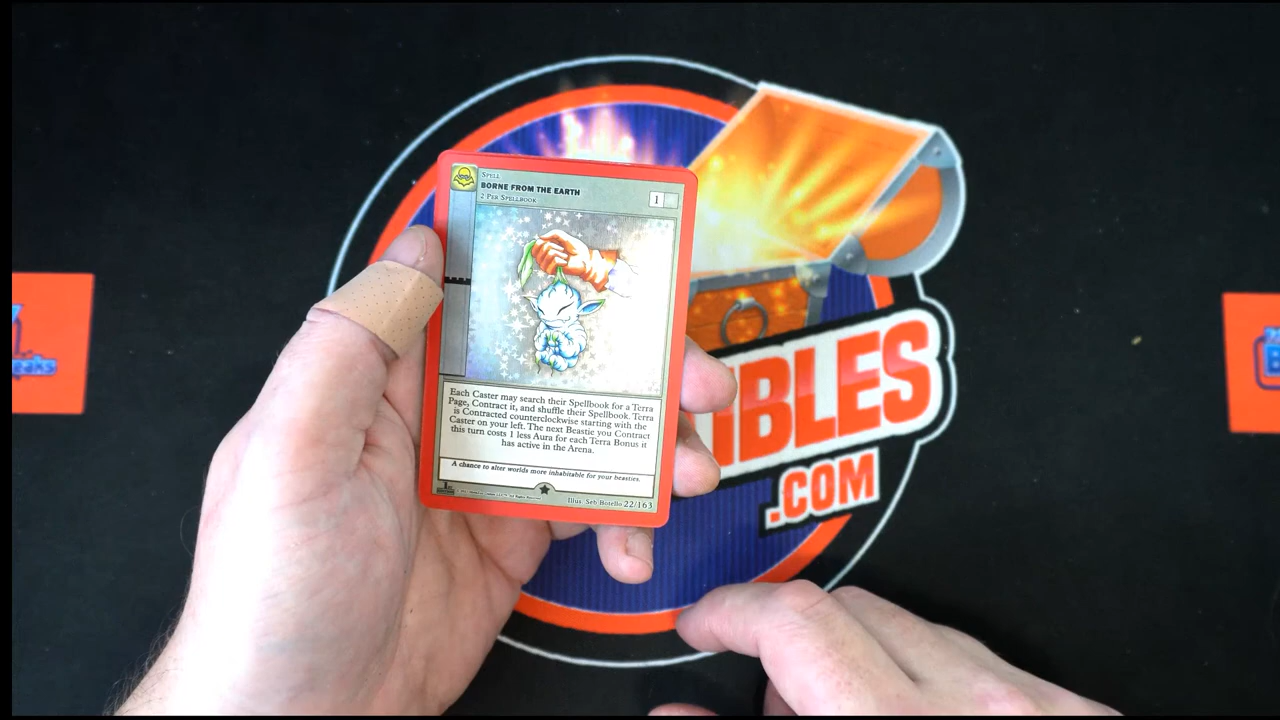 SPELL
BORNE FROM THE EARTH
2 PER SPELLBOOK
1
Each Caster may search their Spellbook for a Terra
Page, Contract it, and shuffle their Spellbook. Terra
is Contracted counterclockwise starting with the
Caster on your left. The next Beastie you Contract
this turn costs 1 less Aura for each Terra Bonus it
has active in the Arena.
A chance to alter worlds more inhabitable for your beasties.
Illus. Seb Botello 22/163
IBLES
.COM
eaks
B